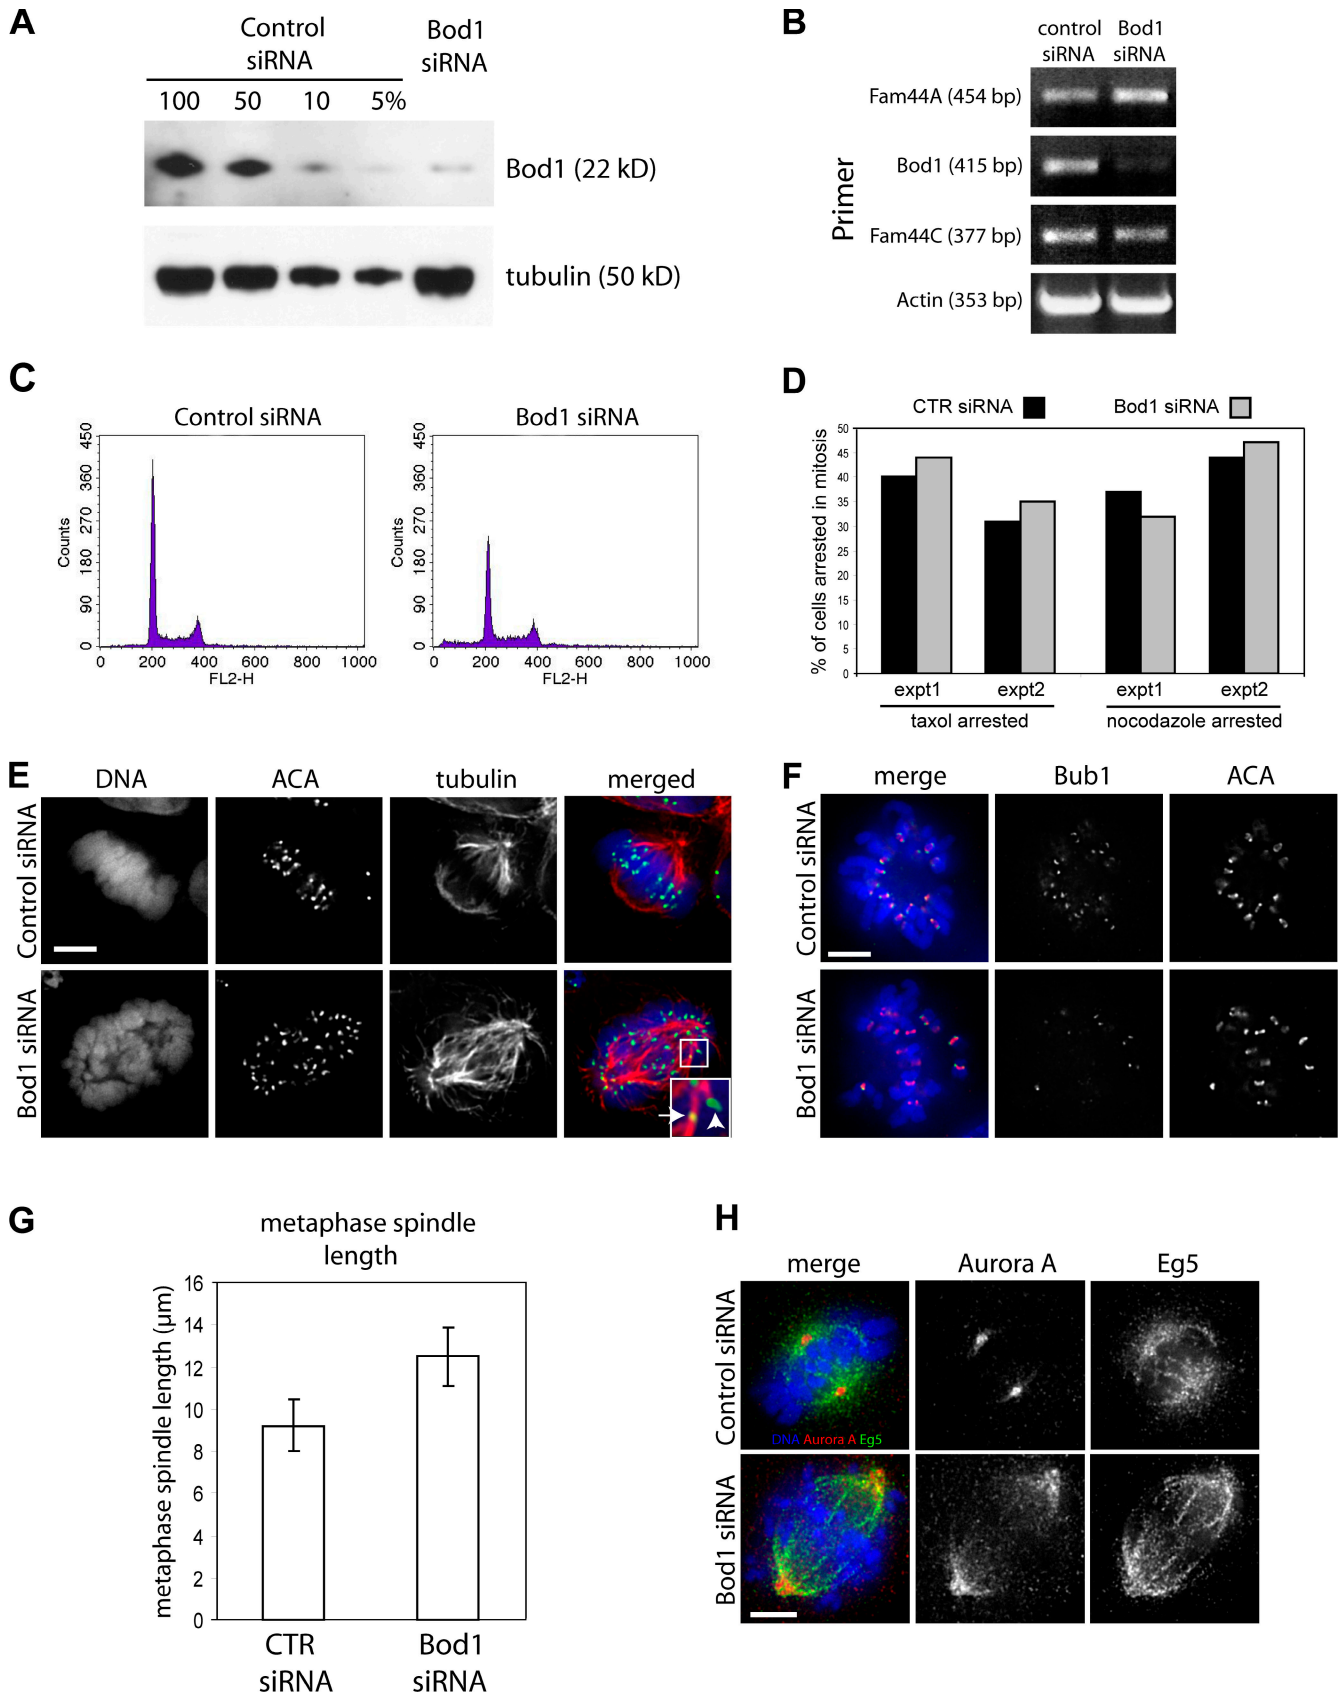 A
Control
siRNA
Bod1
siRNA
100 50 10 5%
Bod1 (22 kD)
tubulin (50 kD)
B
control
siRNA
Bod1
siRNA
Primer
Fam44A (454 bp)
Bod1 (415 bp)
Fam44C (377 bp)
Actin (353 bp)
C
Control siRNA
Counts
450
360
270
180
90
0
0 200 400 600 800 1000
FL2-H
Bod1 siRNA
Counts
450
360
270
180
90
0
0 200 400 600 800 1000
FL2-H
D
CTR siRNA
Bod1 siRNA
% of cells arrested in mitosis
50
45
40
35
30
25
20
15
10
5
0
expt1 expt2 expt1 expt2
taxol arrested nocodazole arrested
E
DNA ACA tubulin merged
Control siRNA
Bod1 siRNA
F
merge Bub1 ACA
Control siRNA
Bod1 siRNA
G
metaphase spindle
length
metaphase spindle length (µm)
16
14
12
10
8
6
4
2
0
CTR
siRNA
Bod1
siRNA
H
merge Aurora A Eg5
Control siRNA
DNA Aurora A Eg5
Bod1 siRNA